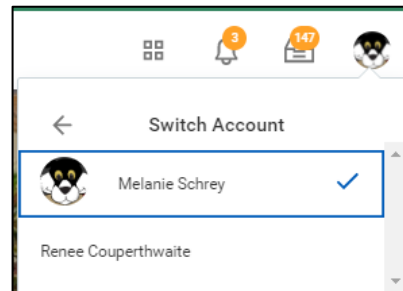 3 147
Switch Account
Melanie Schrey
Renee Couperthwaite